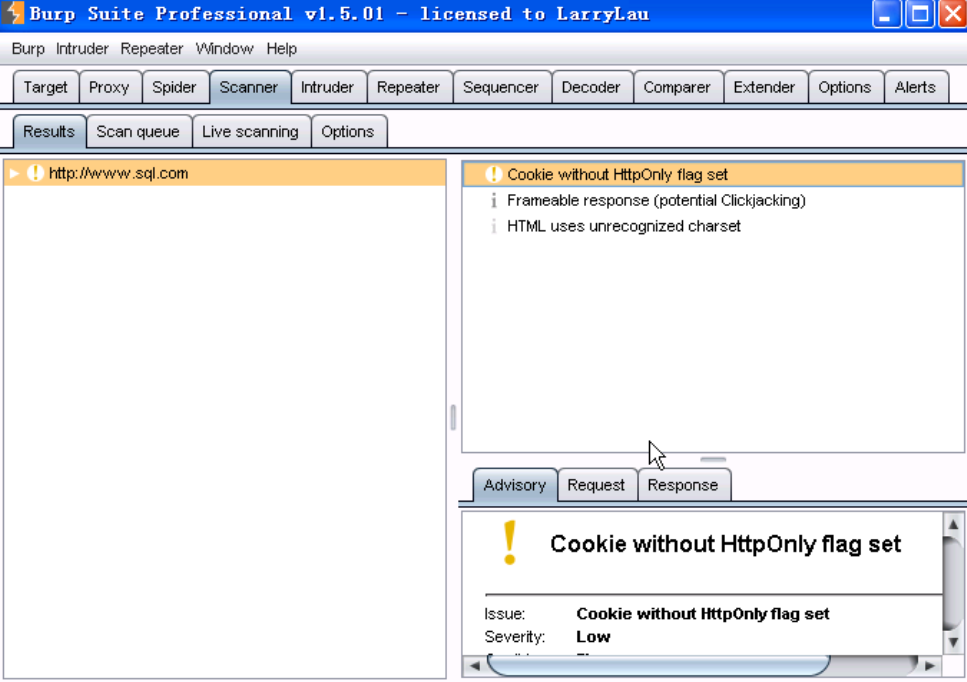 Burp Suite Professional v1.5.01 - licensed to LarryLau
Burp Intruder Repeater Window Help
Target Proxy Spider Scanner Intruder Repeater Sequencer Decoder Comparer Extender Options Alerts
Results Scan queue Live scanning Options
http://www.sql.com
Cookie without HttpOnly flag set
Frameable response (potential Clickjacking)
HTML uses unrecognized charset
Advisory Request Response
Cookie without HttpOnly flag set
Issue: Cookie without HttpOnly flag set
Severity: Low